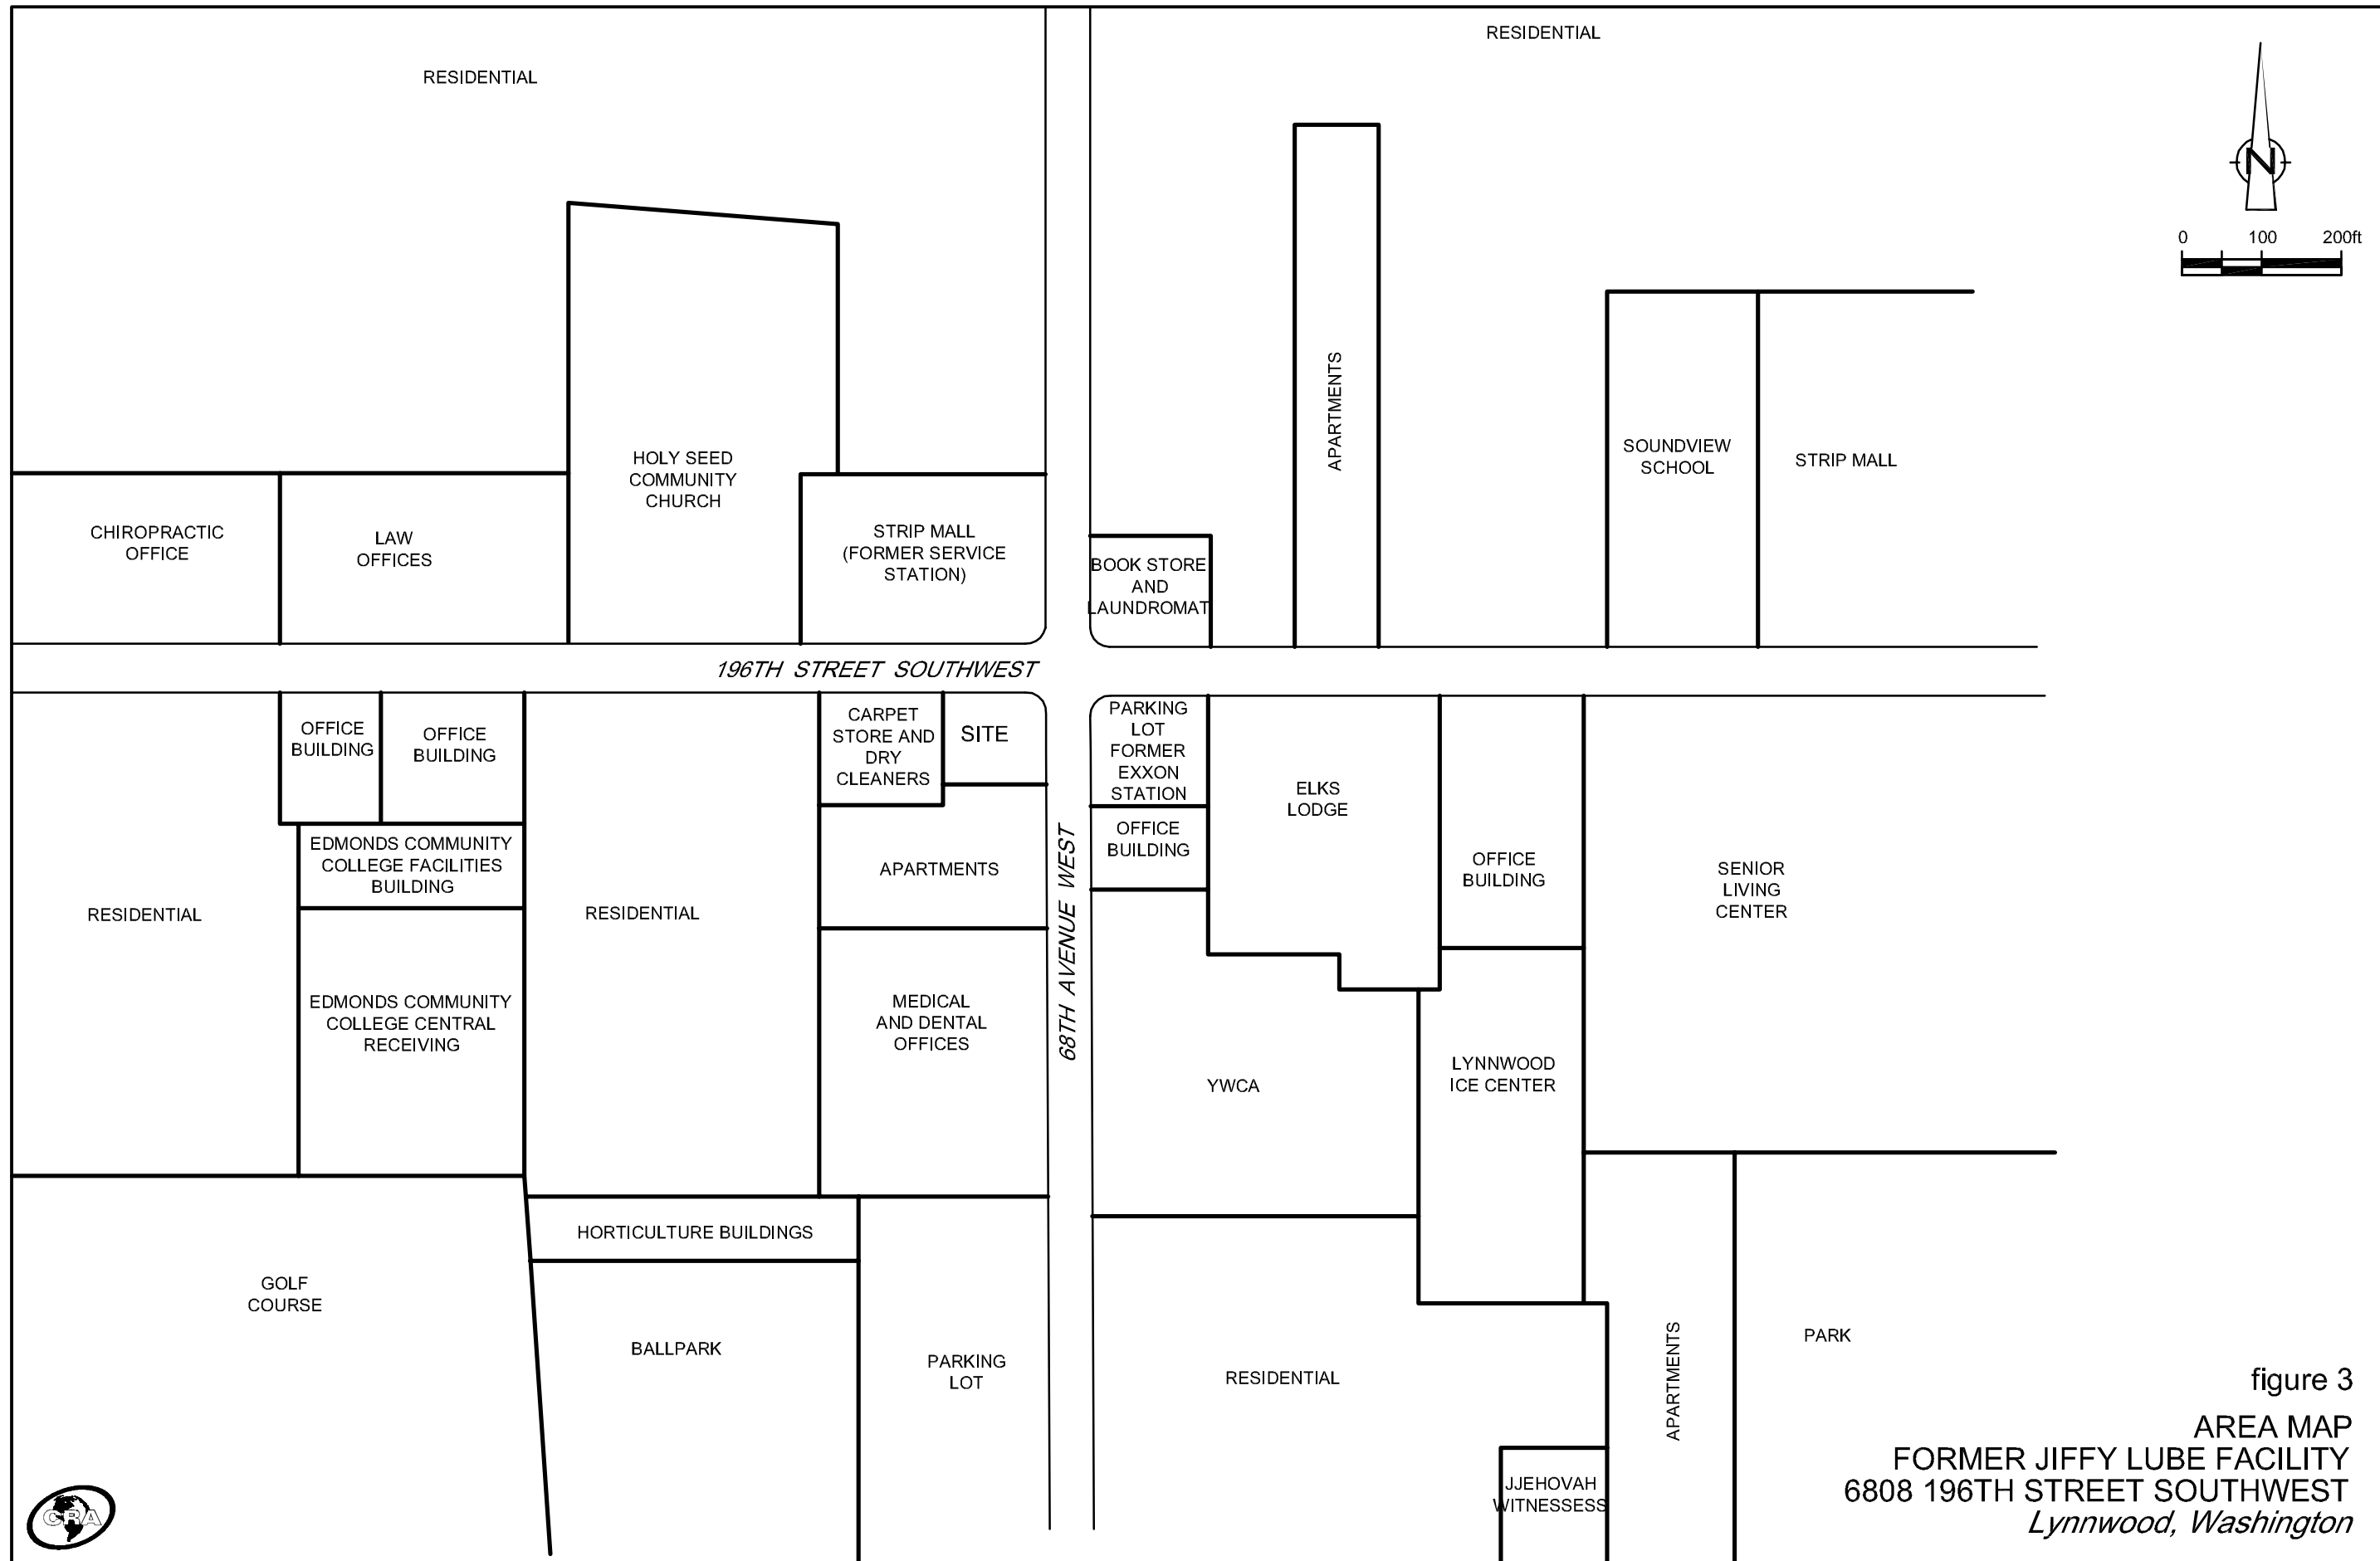 RESIDENTIAL
RESIDENTIAL
N
0 100 200ft
APARTMENTS
HOLY SEED
COMMUNITY
CHURCH
SOUNDVIEW
SCHOOL
STRIP MALL
CHIROPRACTIC
OFFICE
LAW
OFFICES
STRIP MALL
(FORMER SERVICE
STATION)
BOOK STORE
AND
LAUNDROMAT
196TH STREET SOUTHWEST
OFFICE
BUILDING
OFFICE
BUILDING
CARPET
STORE AND
DRY
CLEANERS
SITE
PARKING
LOT
FORMER
EXXON
STATION
ELKS
LODGE
OFFICE
BUILDING
EDMONDS COMMUNITY
COLLEGE FACILITIES
BUILDING
APARTMENTS
68TH AVENUE WEST
OFFICE
BUILDING
SENIOR
LIVING
CENTER
RESIDENTIAL
RESIDENTIAL
EDMONDS COMMUNITY
COLLEGE CENTRAL
RECEIVING
MEDICAL
AND DENTAL
OFFICES
YWCA
LYNNWOOD
ICE CENTER
HORTICULTURE BUILDINGS
GOLF
COURSE
BALLPARK
PARKING
LOT
RESIDENTIAL
APARTMENTS
PARK
JJEHOVAH
WITNESSESS
CRA
figure 3
AREA MAP
FORMER JIFFY LUBE FACILITY
6808 196TH STREET SOUTHWEST
Lynnwood, Washington